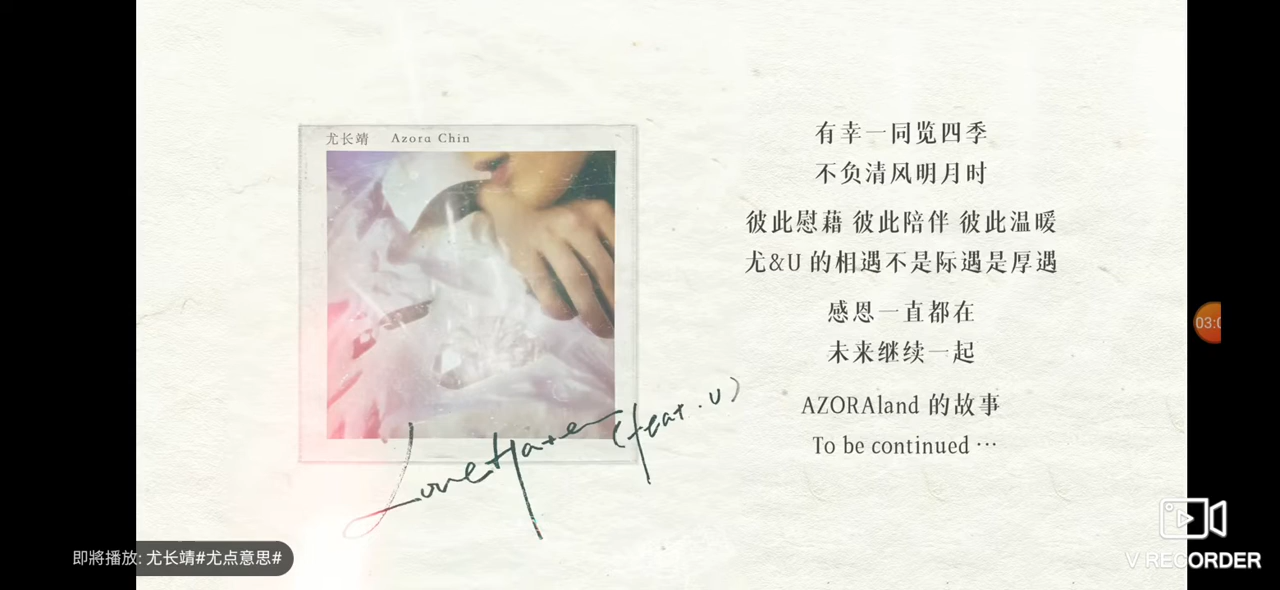 尤长靖 Azora Chin
Love Hater (feat. U)
有幸一同览四季
不负清风明月时
彼此慰藉 彼此陪伴 彼此温暖
尤&U 的相遇不是际遇是厚遇
感恩一直都在
未来继续一起
AZORAland 的故事
To be continued ···
03:0
即將播放: 尤长靖#尤点意思#
V RECORDER